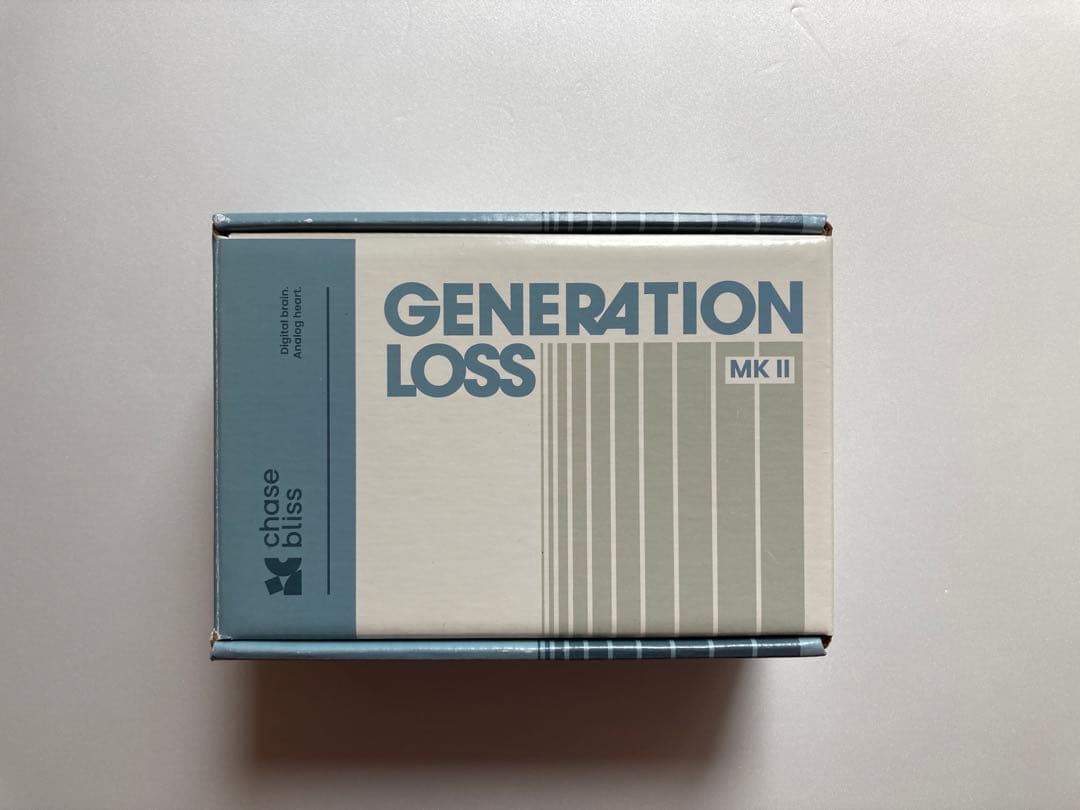 GENERATION
LOSS
MK II
Digital brain.
Analog heart.
chase
bliss